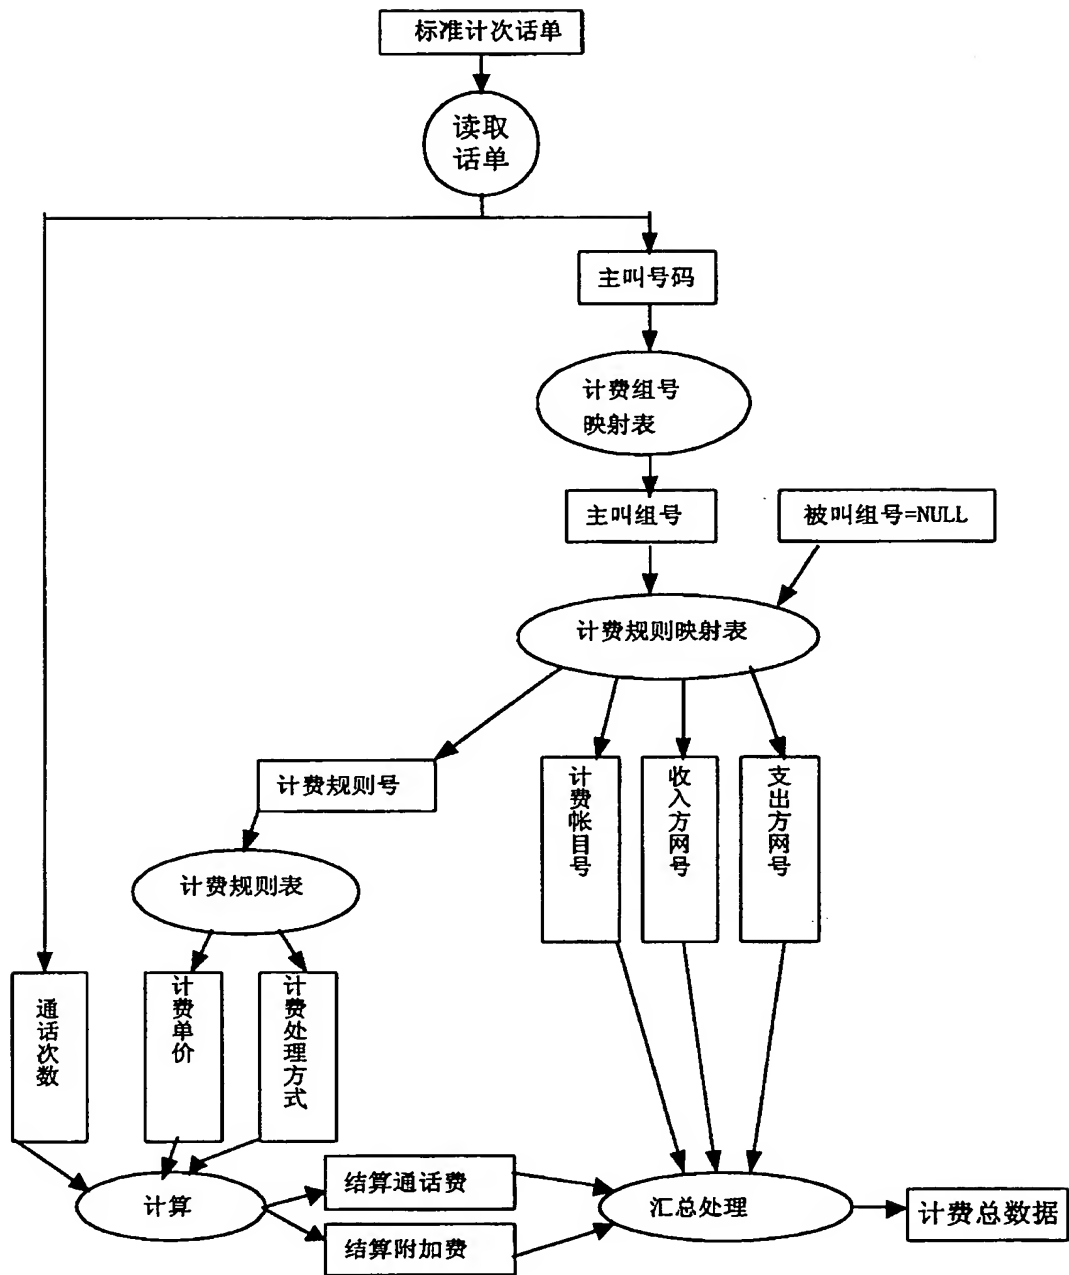 标准计次话单
读取
话单
主叫号码
计费组号
映射表
主叫组号
被叫组号=NULL
计费规则映射表
计费规则号
计费帐目号
收入方网号
支出方网号
计费规则表
通话次数
计费单价
计费处理方式
计算
结算通话费
结算附加费
汇总处理
计费总数据